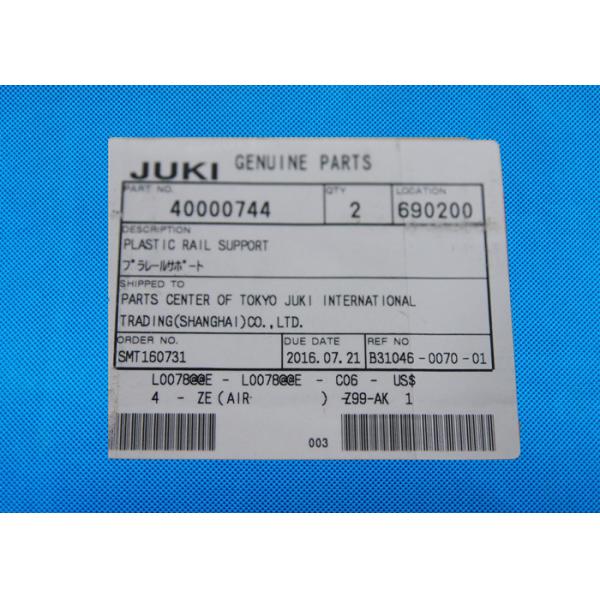 JUKI GENUINE PARTS
PART NO. QTY LOCATION
40000744 2 690200
DESCRIPTION
PLASTIC RAIL SUPPORT
プラレールサポート
SHIPPED TO
PARTS CENTER OF TOKYO JUKI INTERNATIONAL
TRADING(SHANGHAI)CO.,LTD.
ORDER NO. DUE DATE REF NO
SMT160731 2016.07.21 B31046-0070-01
L0078@@E - L0078@@E - C06 - US$
4 - ZE(AIR ) -Z99-AK 1
003